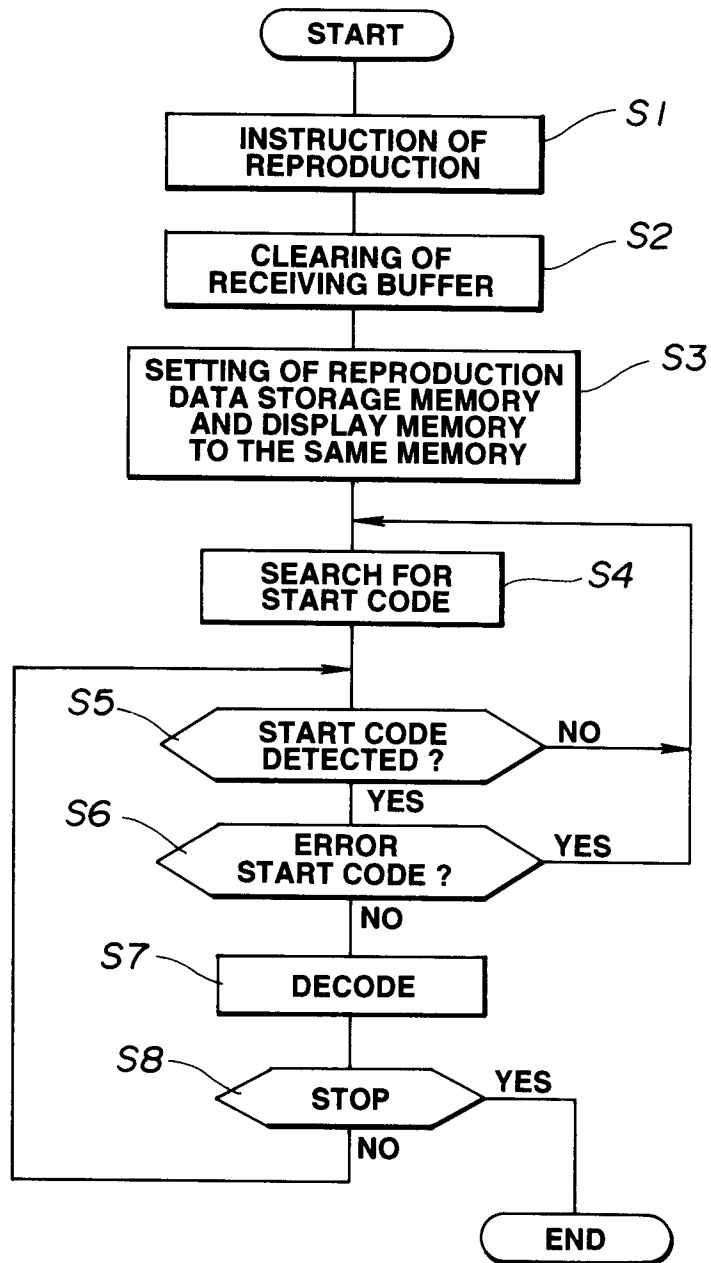 START
INSTRUCTION OF
REPRODUCTION
S1
CLEARING OF
RECEIVING BUFFER
S2
SETTING OF REPRODUCTION
DATA STORAGE MEMORY
AND DISPLAY MEMORY
TO THE SAME MEMORY
S3
SEARCH FOR
START CODE
S4
S5
START CODE
DETECTED ?
NO
YES
S6
ERROR
START CODE ?
YES
NO
S7
DECODE
S8
STOP
YES
NO
END